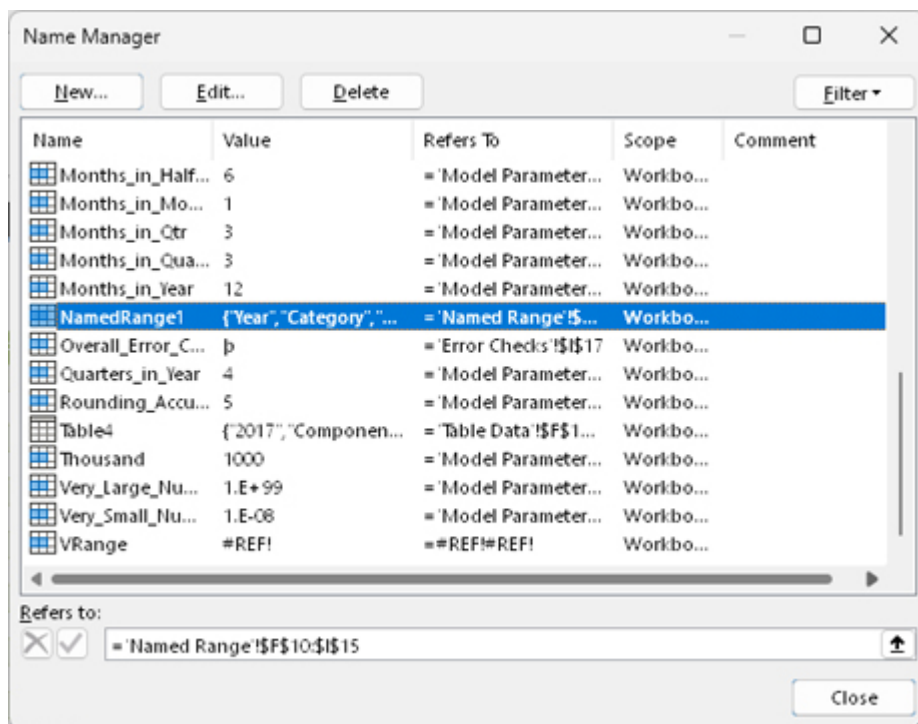 Name Manager
New... Edit... Delete Filter
Name Value Refers To Scope Comment
Months_in_Half... 6 ='Model Parameter... Workbo...
Months_in_Mo... 1 ='Model Parameter... Workbo...
Months_in_Qtr 3 ='Model Parameter... Workbo...
Months_in_Qua... 3 ='Model Parameter... Workbo...
Months_in_Year 12 ='Model Parameter... Workbo...
NamedRange1 {"Year","Category","... ='Named Range'!$... Workbo...
Overall_Error_C... þ ='Error Checks'!$I$17 Workbo...
Quarters_in_Year 4 ='Model Parameter... Workbo...
Rounding_Accu... 5 ='Model Parameter... Workbo...
Table4 {"2017","Componen... ='Table Data'!$F$1... Workbo...
Thousand 1000 ='Model Parameter... Workbo...
Very_Large_Nu... 1.E+99 ='Model Parameter... Workbo...
Very_Small_Nu... 1.E-08 ='Model Parameter... Workbo...
VRange #REF! =#REF!#REF! Workbo...
Refers to:
='Named Range'!$F$10:$I$15
Close